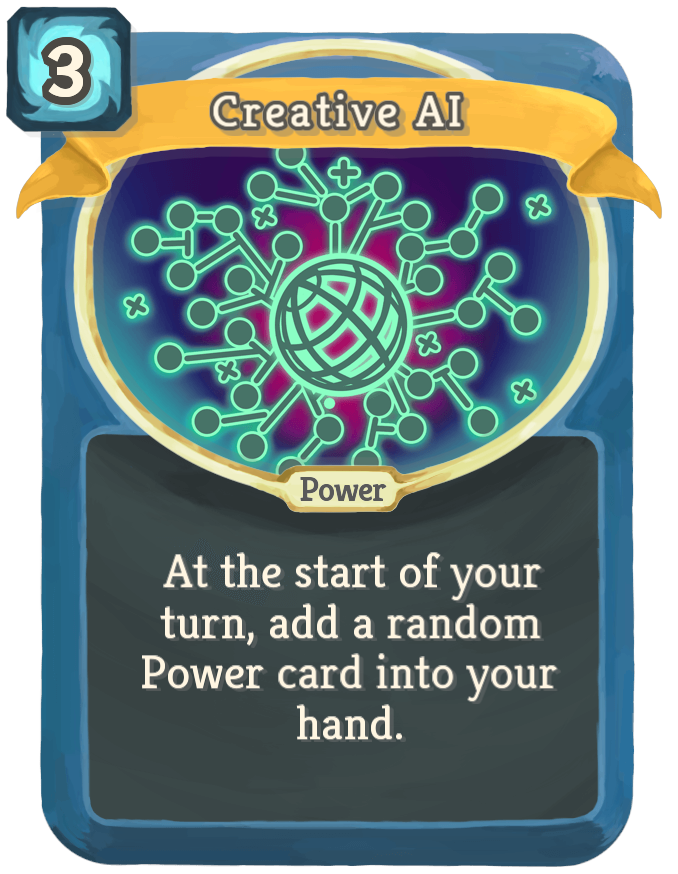 3
Creative AI
Power
At the start of your
turn, add a random
Power card into your
hand.